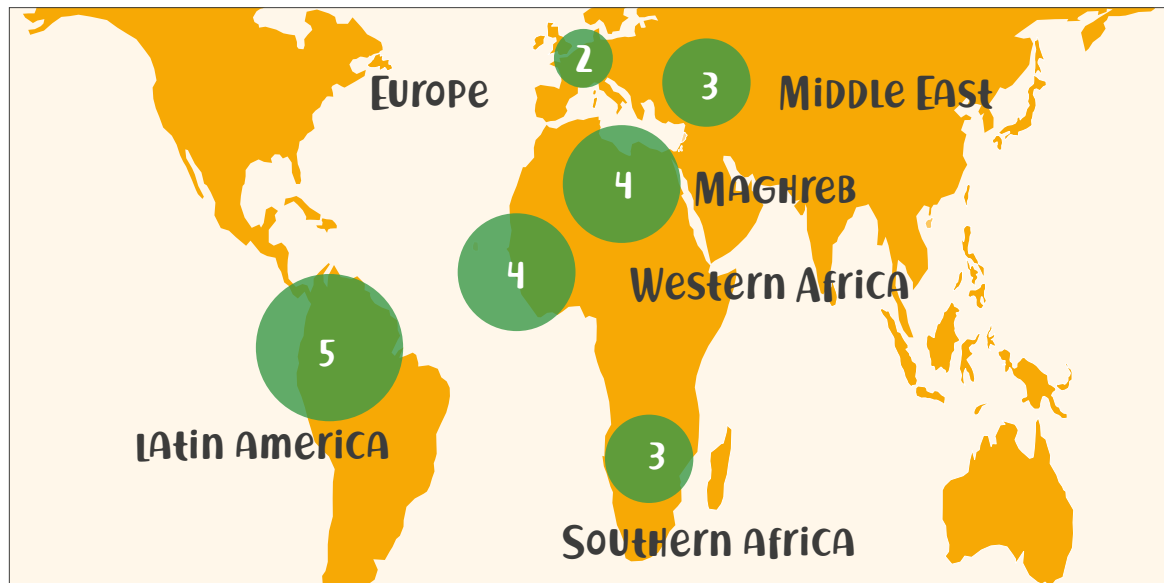 2
Europe
3
Middle East
4
Maghreb
4
Western Africa
5
Latin America
3
Southern Africa